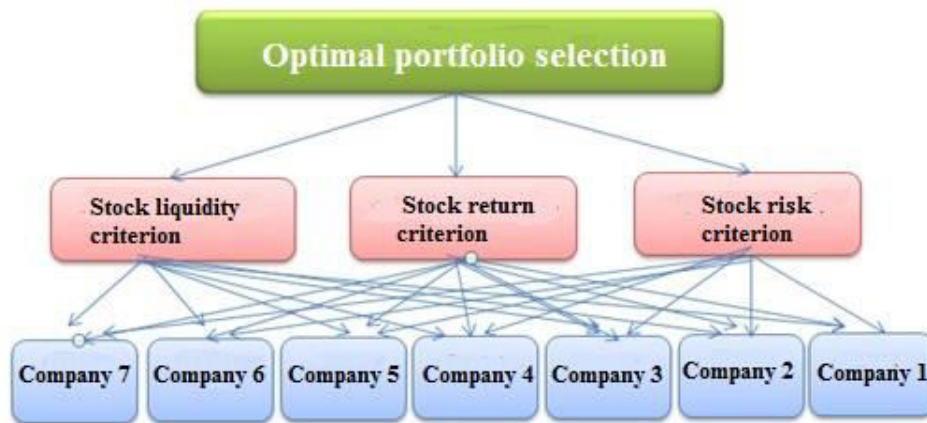 Optimal portfolio selection
Stock liquidity
criterion
Stock return
criterion
Stock risk
criterion
Company 7
Company 6
Company 5
Company 4
Company 3
Company 2
Company 1